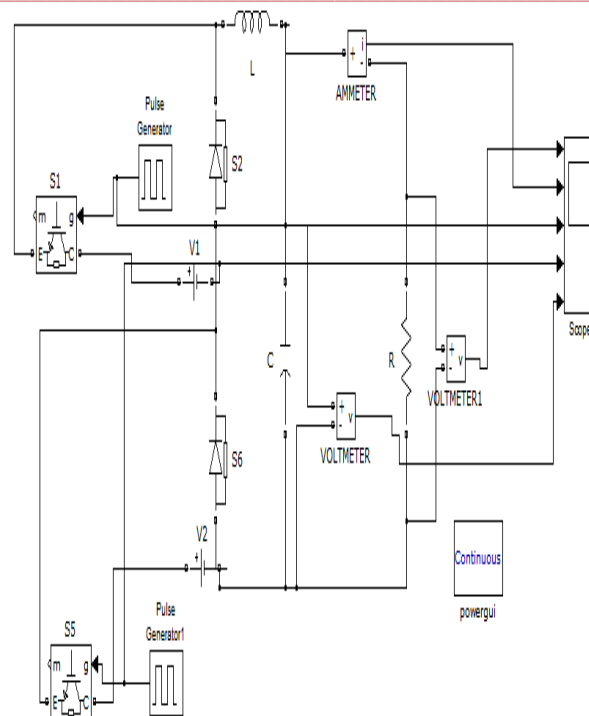 L
i
+
-
AMMETER
Pulse
Generator
S2
S1
m
g
E
C
V1
+
Scope
C
R
+
-
v
VOLTMETER1
+
-
v
VOLTMETER
S6
V2
+
Continuous
powergui
Pulse
Generator1
S5
m
g
E
C